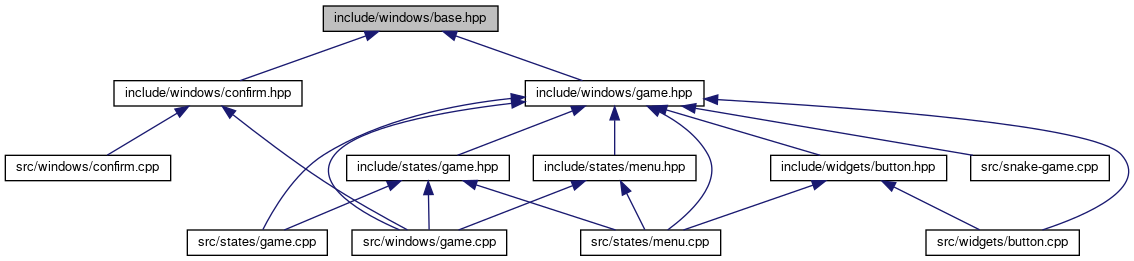 include/windows/base.hpp
include/windows/confirm.hpp
include/windows/game.hpp
src/windows/confirm.cpp
include/states/game.hpp
include/states/menu.hpp
include/widgets/button.hpp
src/snake-game.cpp
src/states/game.cpp
src/windows/game.cpp
src/states/menu.cpp
src/widgets/button.cpp